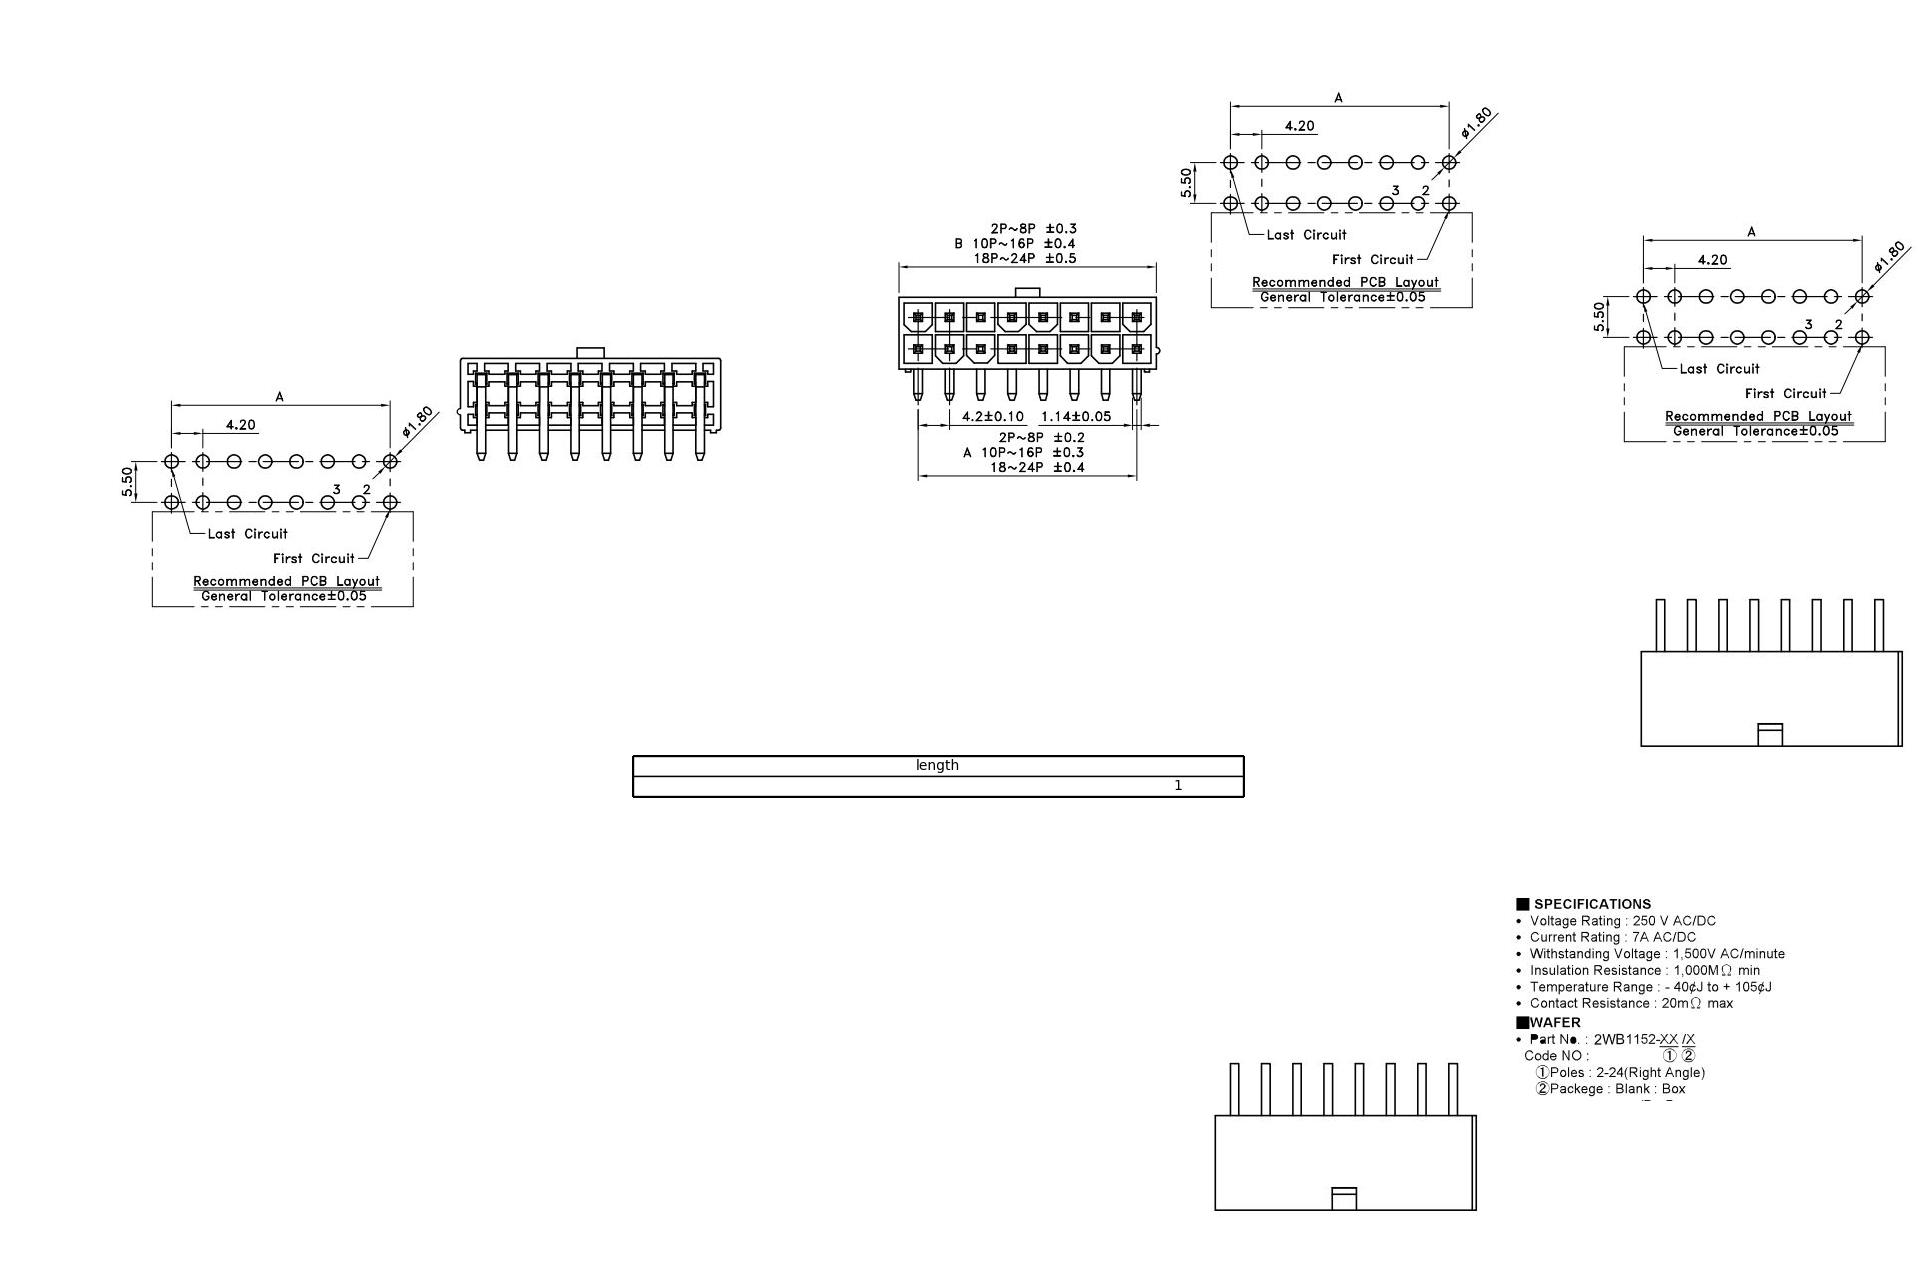 A
4.20
ø1.80
5.50
3 2
Last Circuit
First Circuit
Recommended PCB Layout
General Tolerance±0.05
2P~8P ±0.3
B 10P~16P ±0.4
18P~24P ±0.5
4.2±0.10 1.14±0.05
2P~8P ±0.2
A 10P~16P ±0.3
18~24P ±0.4
A
4.20
ø1.80
5.50
3 2
Last Circuit
First Circuit
Recommended PCB Layout
General Tolerance±0.05
A
4.20
ø1.80
5.50
3 2
Last Circuit
First Circuit
Recommended PCB Layout
General Tolerance±0.05
length
1
■ SPECIFICATIONS
• Voltage Rating : 250 V AC/DC
• Current Rating : 7A AC/DC
• Withstanding Voltage : 1,500V AC/minute
• Insulation Resistance : 1,000MΩ min
• Temperature Range : - 40¢J to + 105¢J
• Contact Resistance : 20mΩ max
■WAFER
• Part No. : 2WB1152-XX /X
Code NO : ① ②
①Poles : 2-24(Right Angle)
②Packege : Blank : Box